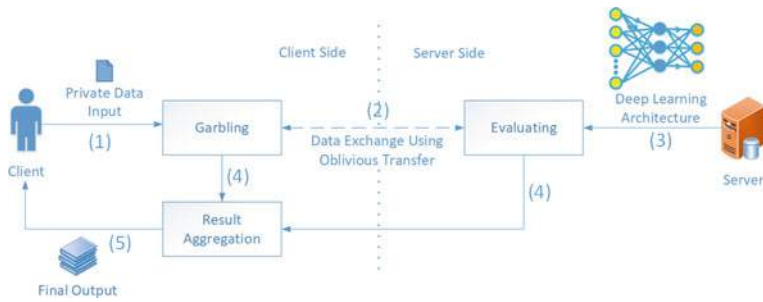 Client Side
Server Side
Private Data
Input
(1)
Garbling
(2)
Data Exchange Using
Oblivious Transfer
Evaluating
Deep Learning
Architecture
(3)
Client
Server
(4)
(4)
Result
Aggregation
(5)
Final Output